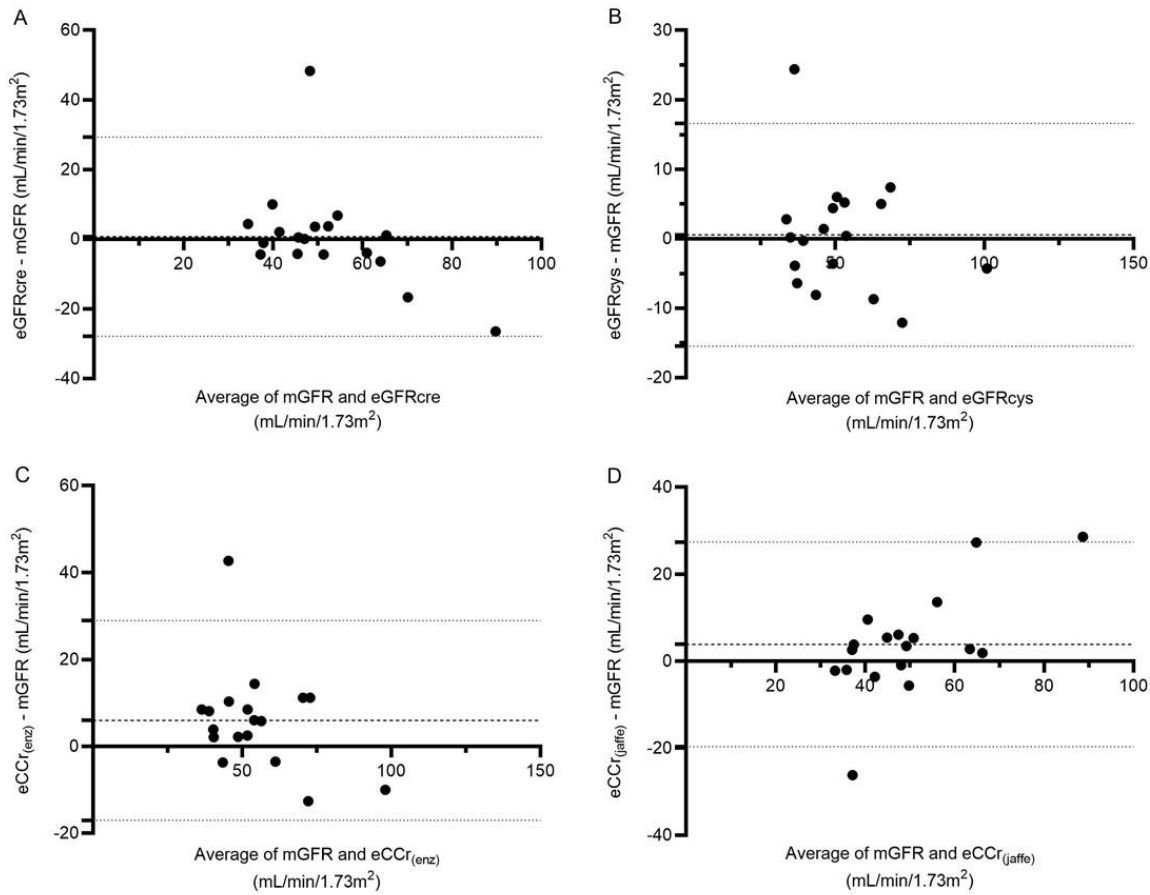 A
eGFRcre - mGFR (mL/min/1.73m²)
60
40
20
0
-20
-40
20
40
60
80
100
Average of mGFR and eGFRcre
(mL/min/1.73m²)
B
eGFRcys - mGFR (mL/min/1.73m²)
30
20
10
0
-10
-20
50
100
150
Average of mGFR and eGFRcys
(mL/min/1.73m²)
C
eCCr(enz) - mGFR (mL/min/1.73m²)
60
40
20
0
-20
50
100
150
Average of mGFR and eCCr(enz)
(mL/min/1.73m²)
D
eCCr(jaffe) - mGFR (mL/min/1.73m²)
40
20
0
-20
-40
20
40
60
80
100
Average of mGFR and eCCr(jaffe)
(mL/min/1.73m²)